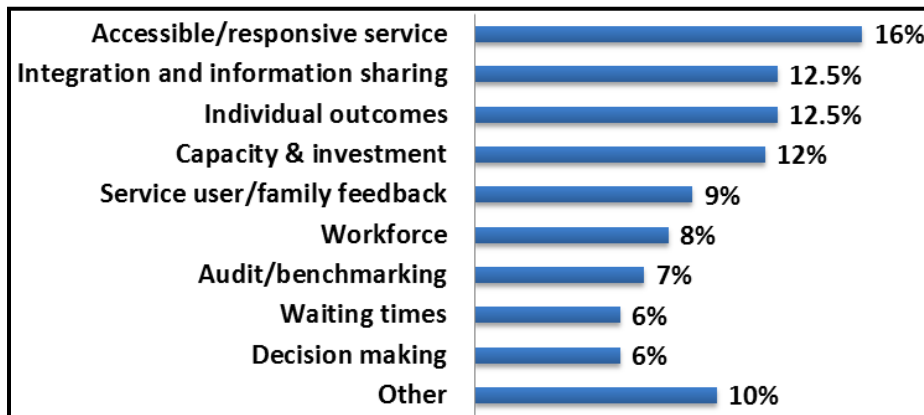 Accessible/responsive service 16%
Integration and information sharing 12.5%
Individual outcomes 12.5%
Capacity & investment 12%
Service user/family feedback 9%
Workforce 8%
Audit/benchmarking 7%
Waiting times 6%
Decision making 6%
Other 10%